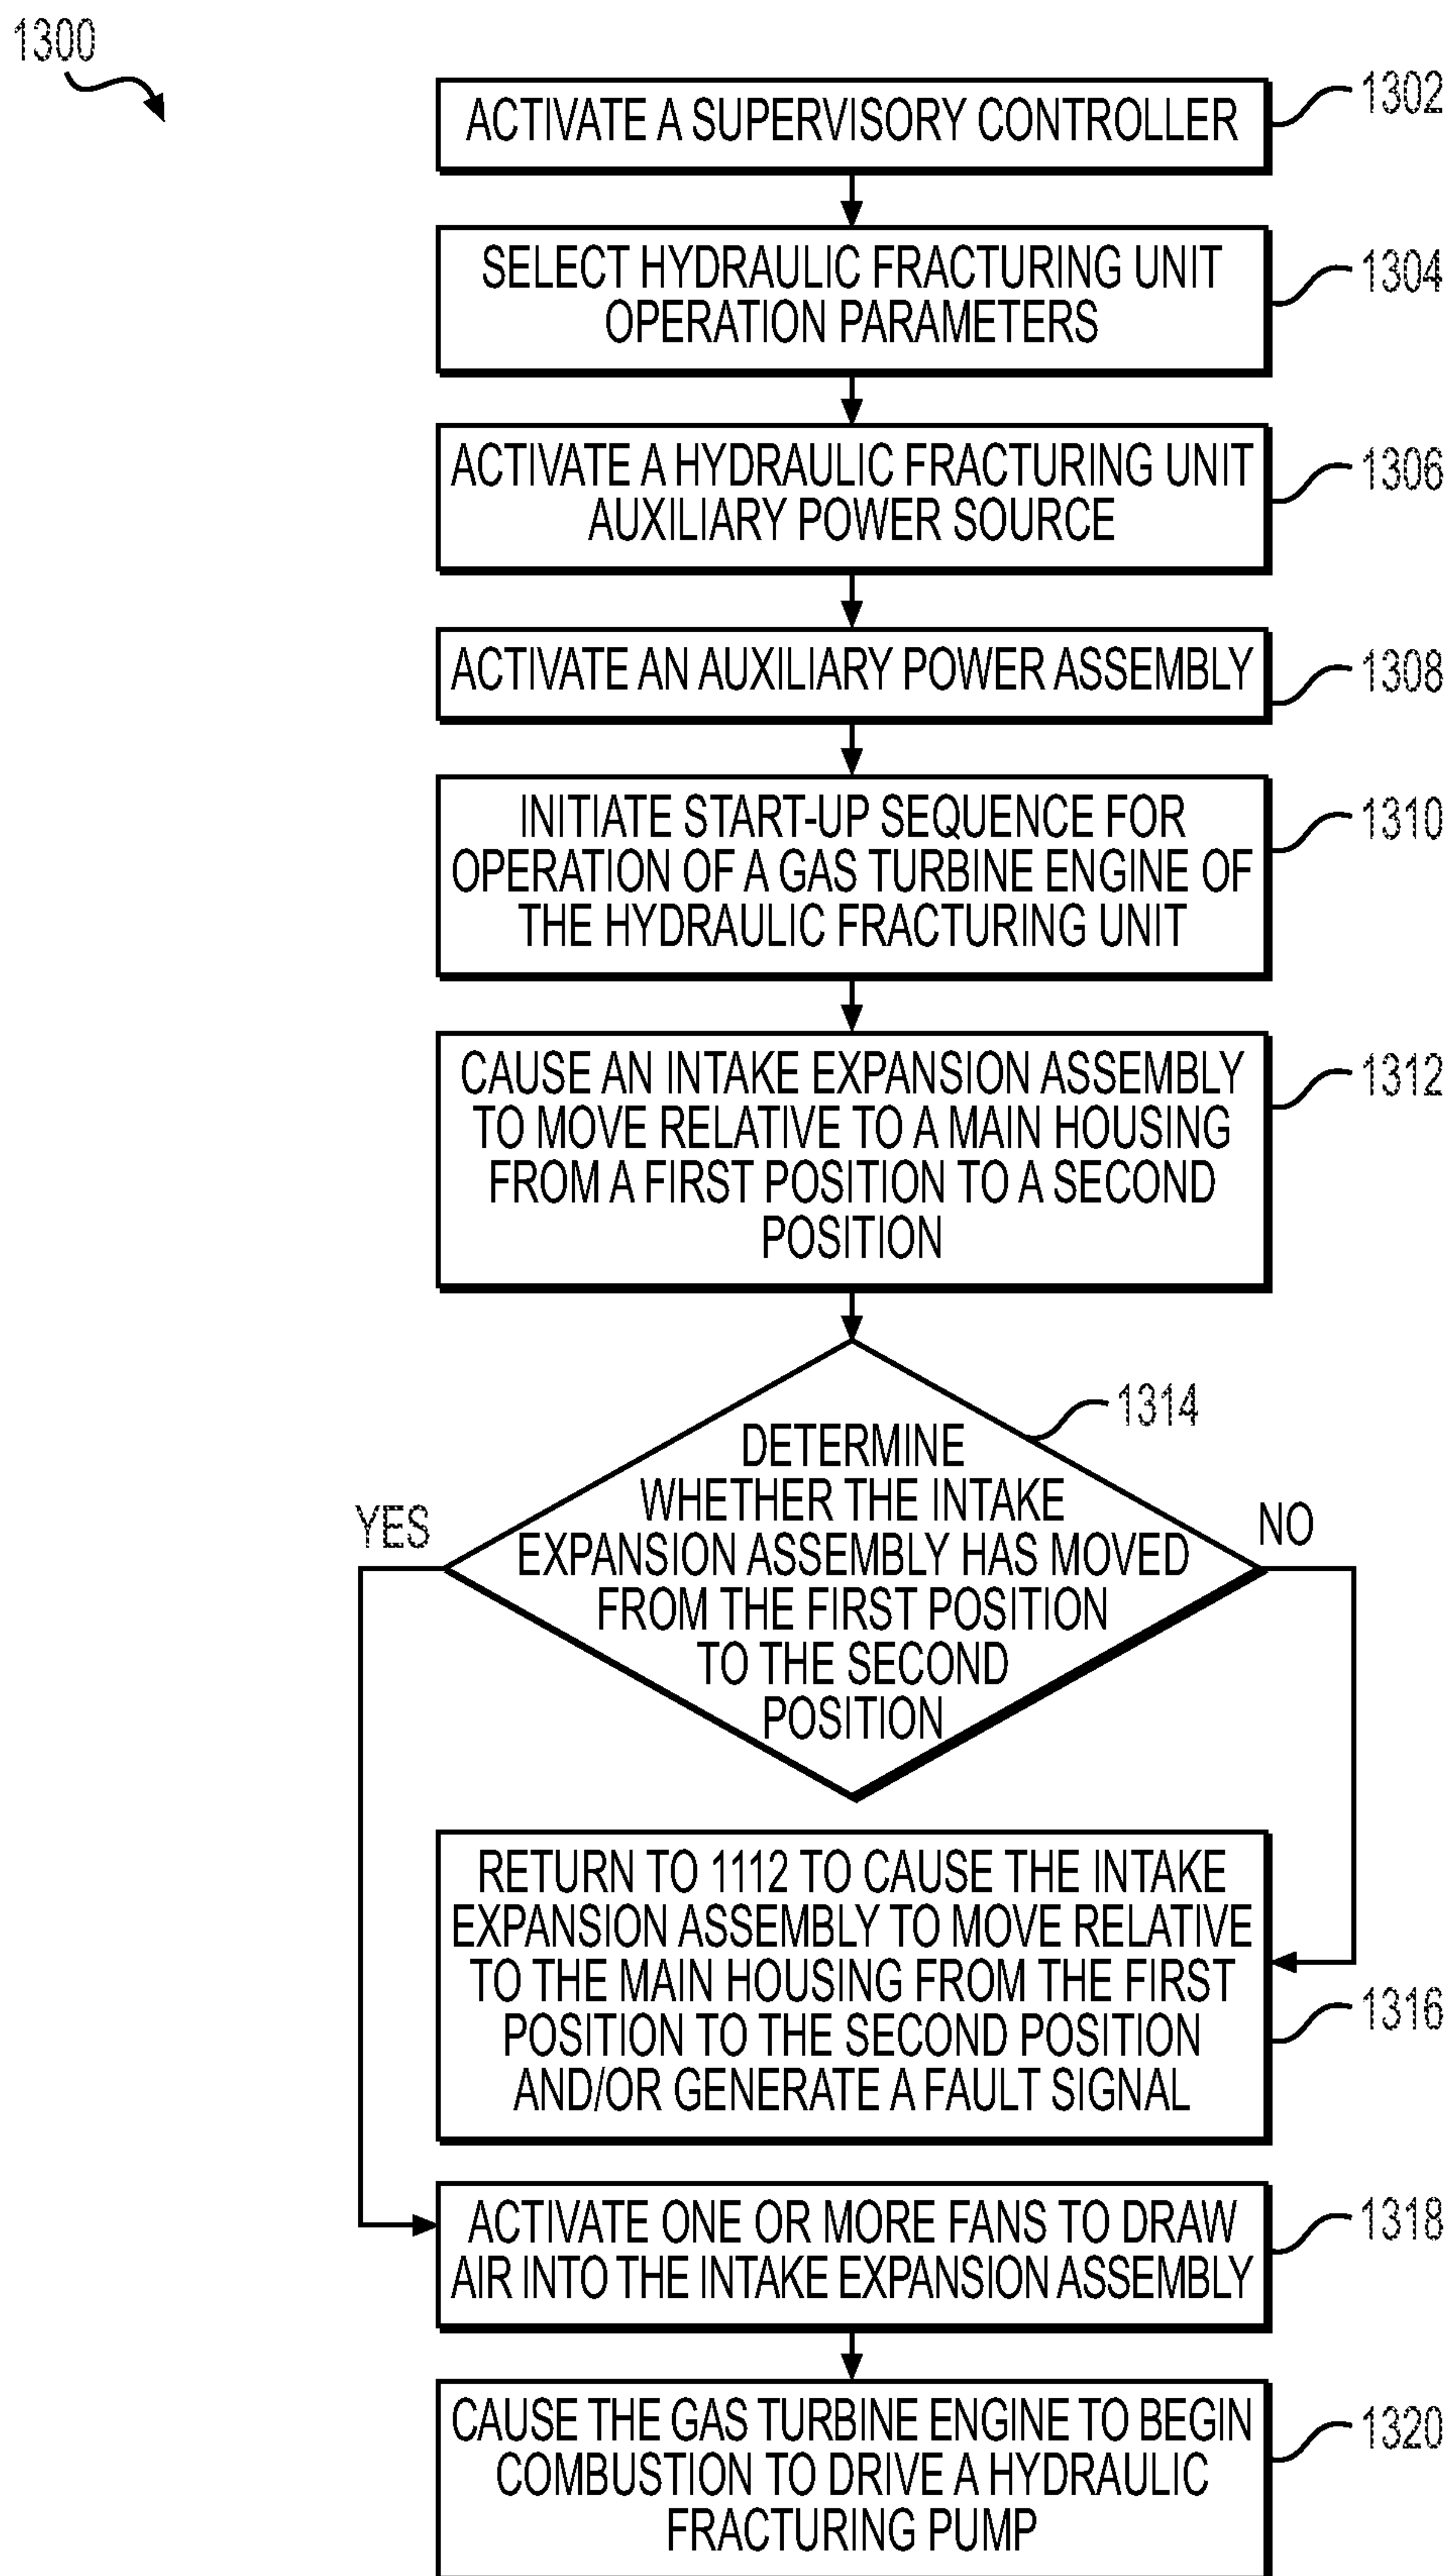 1300
ACTIVATE A SUPERVISORY CONTROLLER
1302
SELECT HYDRAULIC FRACTURING UNIT
OPERATION PARAMETERS
1304
ACTIVATE A HYDRAULIC FRACTURING UNIT
AUXILIARY POWER SOURCE
1306
ACTIVATE AN AUXILIARY POWER ASSEMBLY
1308
INITIATE START-UP SEQUENCE FOR
OPERATION OF A GAS TURBINE ENGINE OF
THE HYDRAULIC FRACTURING UNIT
1310
CAUSE AN INTAKE EXPANSION ASSEMBLY
TO MOVE RELATIVE TO A MAIN HOUSING
FROM A FIRST POSITION TO A SECOND
POSITION
1312
DETERMINE
WHETHER THE INTAKE
EXPANSION ASSEMBLY HAS MOVED
FROM THE FIRST POSITION
TO THE SECOND
POSITION
1314
YES
NO
RETURN TO 1112 TO CAUSE THE INTAKE
EXPANSION ASSEMBLY TO MOVE RELATIVE
TO THE MAIN HOUSING FROM THE FIRST
POSITION TO THE SECOND POSITION
AND/OR GENERATE A FAULT SIGNAL
1316
ACTIVATE ONE OR MORE FANS TO DRAW
AIR INTO THE INTAKE EXPANSION ASSEMBLY
1318
CAUSE THE GAS TURBINE ENGINE TO BEGIN
COMBUSTION TO DRIVE A HYDRAULIC
FRACTURING PUMP
1320